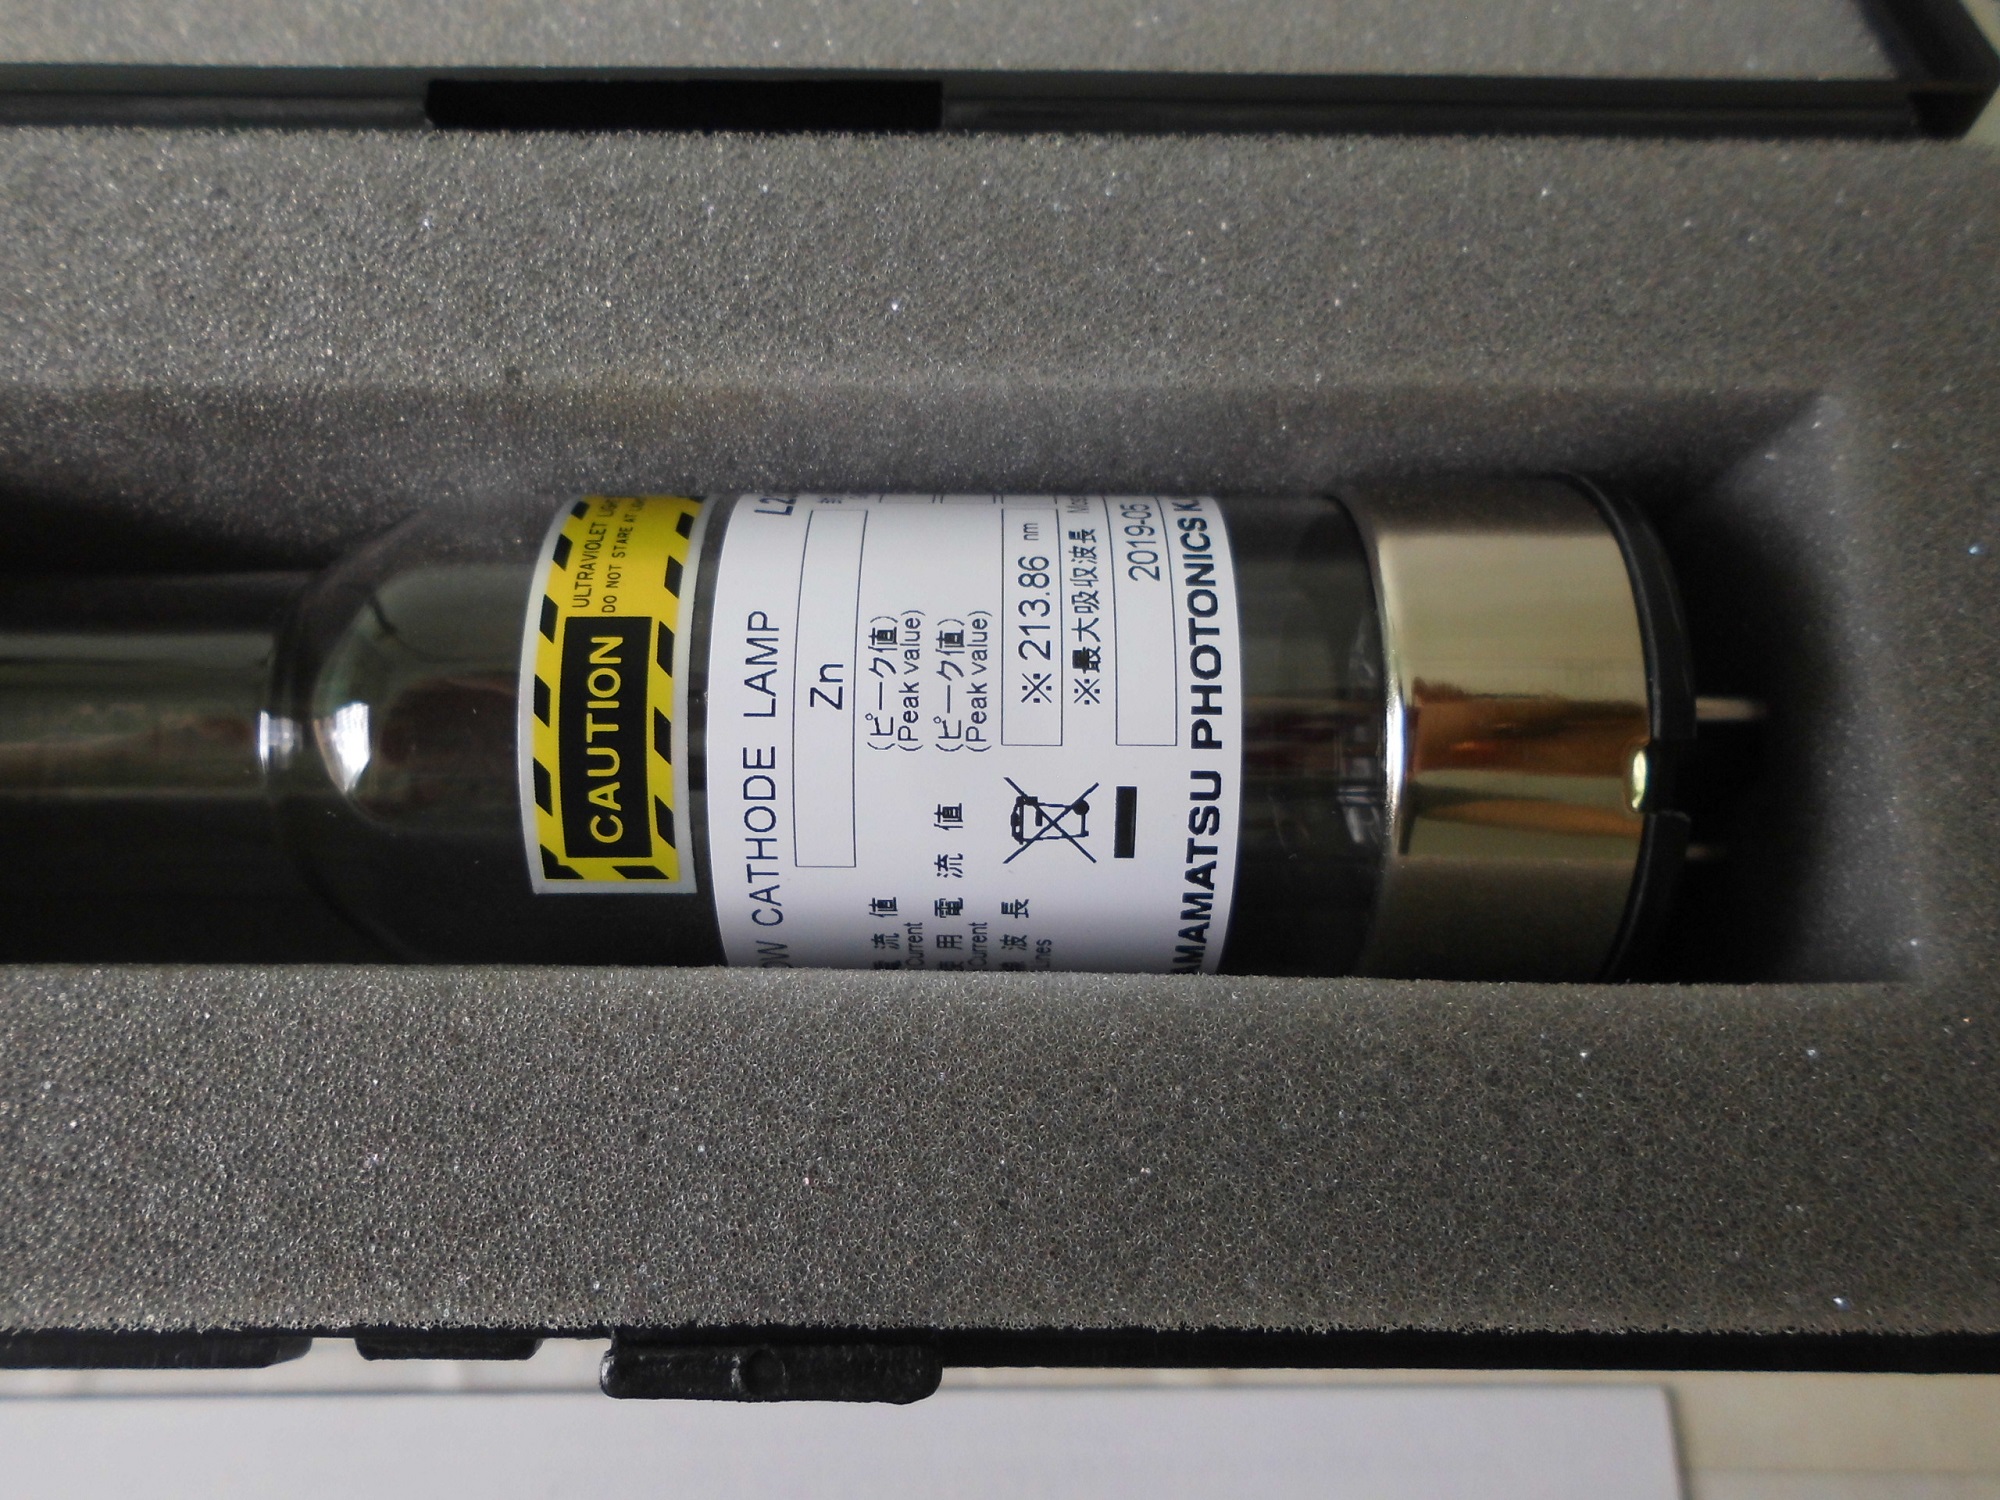 CAUTION
ULTRAVIOLET
DO NOT STARE AT
CATHODE LAMP
Zn
流 値 (ピーク値)
Current (Peak value)
用 電 流 値 (ピーク値)
Current (Peak value)
波 長 ※ 213.86 nm
Lines ※最大吸収波長
2019-05
AMAMATSU PHOTONICS K